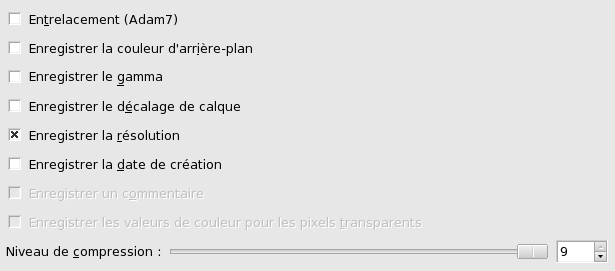 Entrelacement (Adam7)
Enregistrer la couleur d'arrière-plan
Enregistrer le gamma
Enregistrer le décalage de calque
Enregistrer la résolution
Enregistrer la date de création
Enregistrer un commentaire
Enregistrer les valeurs de couleur pour les pixels transparents
Niveau de compression : 9